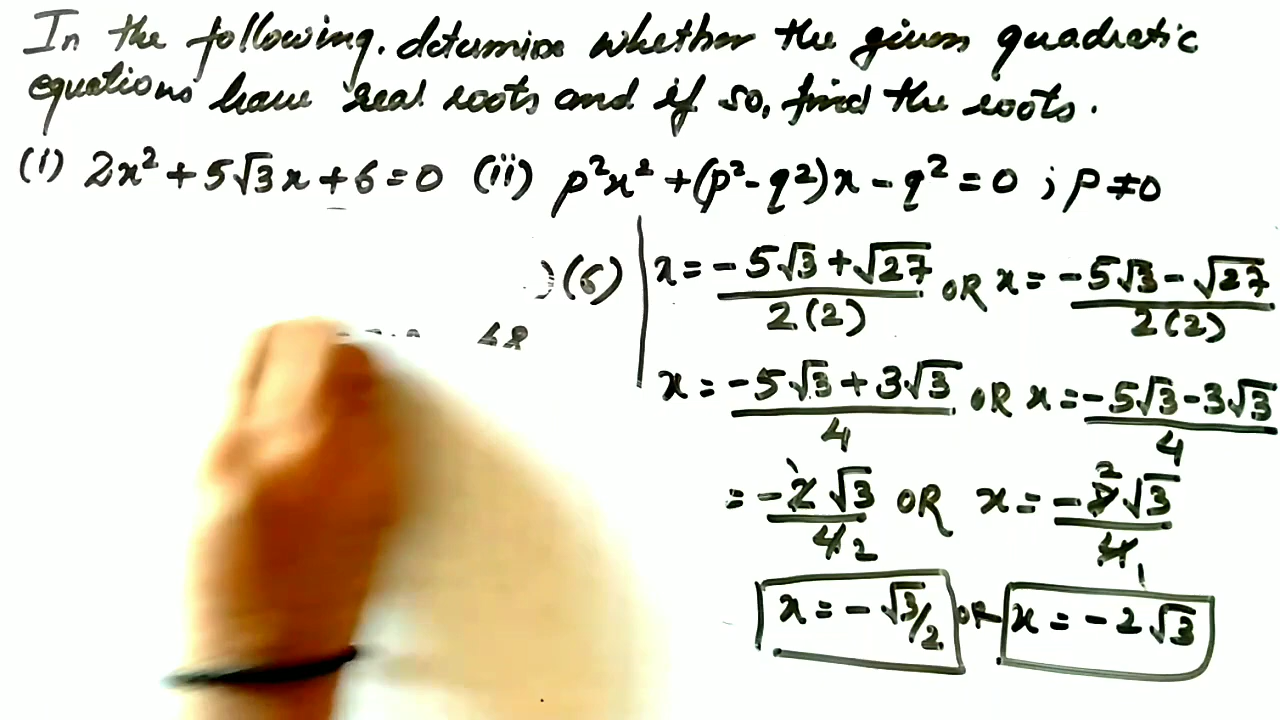 In the following, determine whether the given quadratic
equations have real roots and if so, find the roots.
(i) 2x² + 5√3x + 6 = 0 (ii) p²x² + (p² - q²)x - q² = 0 ; p ≠ 0
)(6)
x = -5√3 + √27 / 2(2) OR x = -5√3 - √27 / 2(2)
x = -5√3 + 3√3 / 4 OR x = -5√3 - 3√3 / 4
= -2√3 / 4 2 OR x = -8√3 / 4 1
x = -√3/2 OR x = -2√3